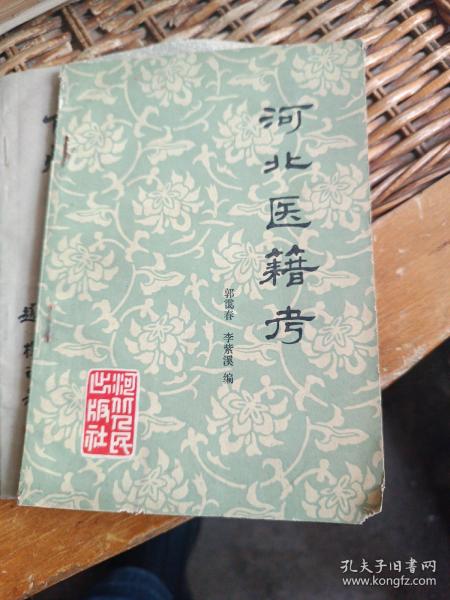 河北医籍考
郭霭春 李紫溪 编
河北人民
出版社
孔夫子旧书网
www.kongfz.com